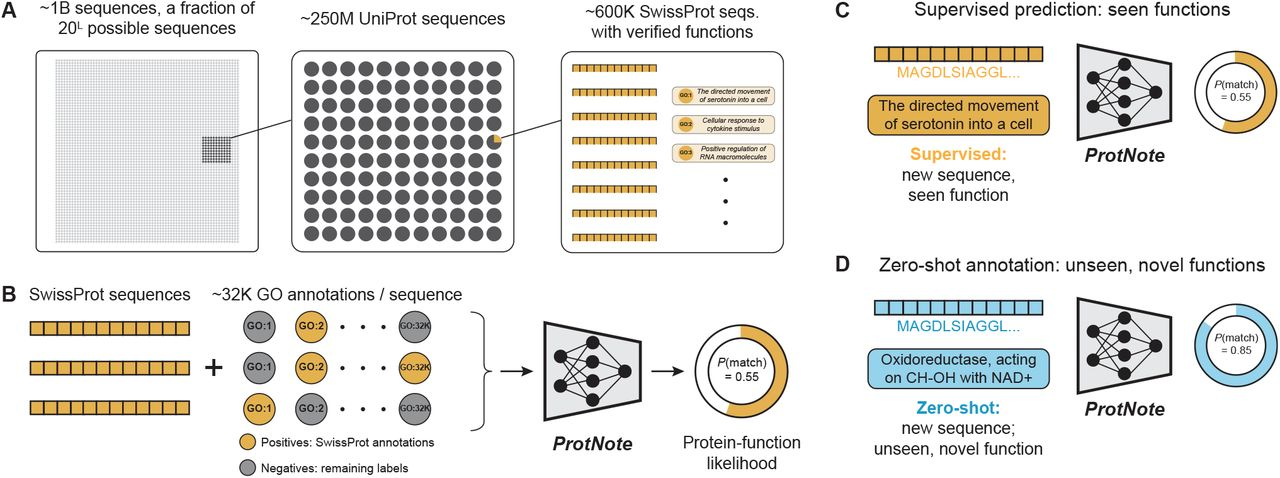 A
~1B sequences, a fraction of
20ᴸ possible sequences
~250M UniProt sequences
~600K SwissProt seqs.
with verified functions
GO:1
The directed movement
of serotonin into a cell
GO:2
Cellular response to
cytokine stimulus
GO:3
Positive regulation of
RNA macromolecules
B
SwissProt sequences
~32K GO annotations / sequence
+
GO:1
GO:2
GO:32K
GO:1
GO:2
GO:32K
GO:1
GO:2
GO:32K
Positives: SwissProt annotations
Negatives: remaining labels
ProtNote
P(match)
= 0.55
Protein-function
likelihood
C
Supervised prediction: seen functions
MAGDLSIAGGL...
The directed movement
of serotonin into a cell
Supervised:
new sequence,
seen function
ProtNote
P(match)
= 0.55
D
Zero-shot annotation: unseen, novel functions
MAGDLSIAGGL...
Oxidoreductase, acting
on CH-OH with NAD+
Zero-shot:
new sequence;
unseen, novel function
ProtNote
P(match)
= 0.85